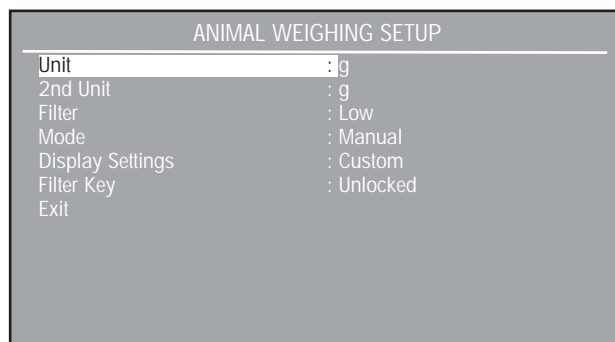 ANIMAL WEIGHING SETUP
Unit : g
2nd Unit : g
Filter : Low
Mode : Manual
Display Settings : Custom
Filter Key : Unlocked
Exit